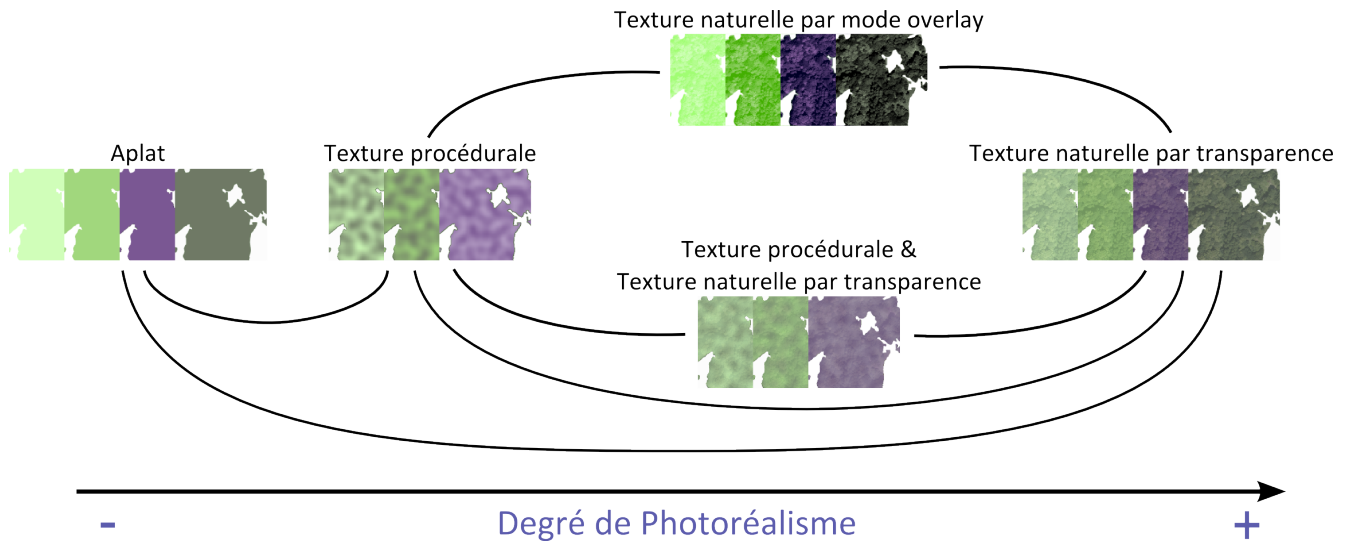 Texture naturelle par mode overlay
Aplat
Texture procédurale
Texture naturelle par transparence
Texture procédurale &
Texture naturelle par transparence
-
Degré de Photoréalisme
+